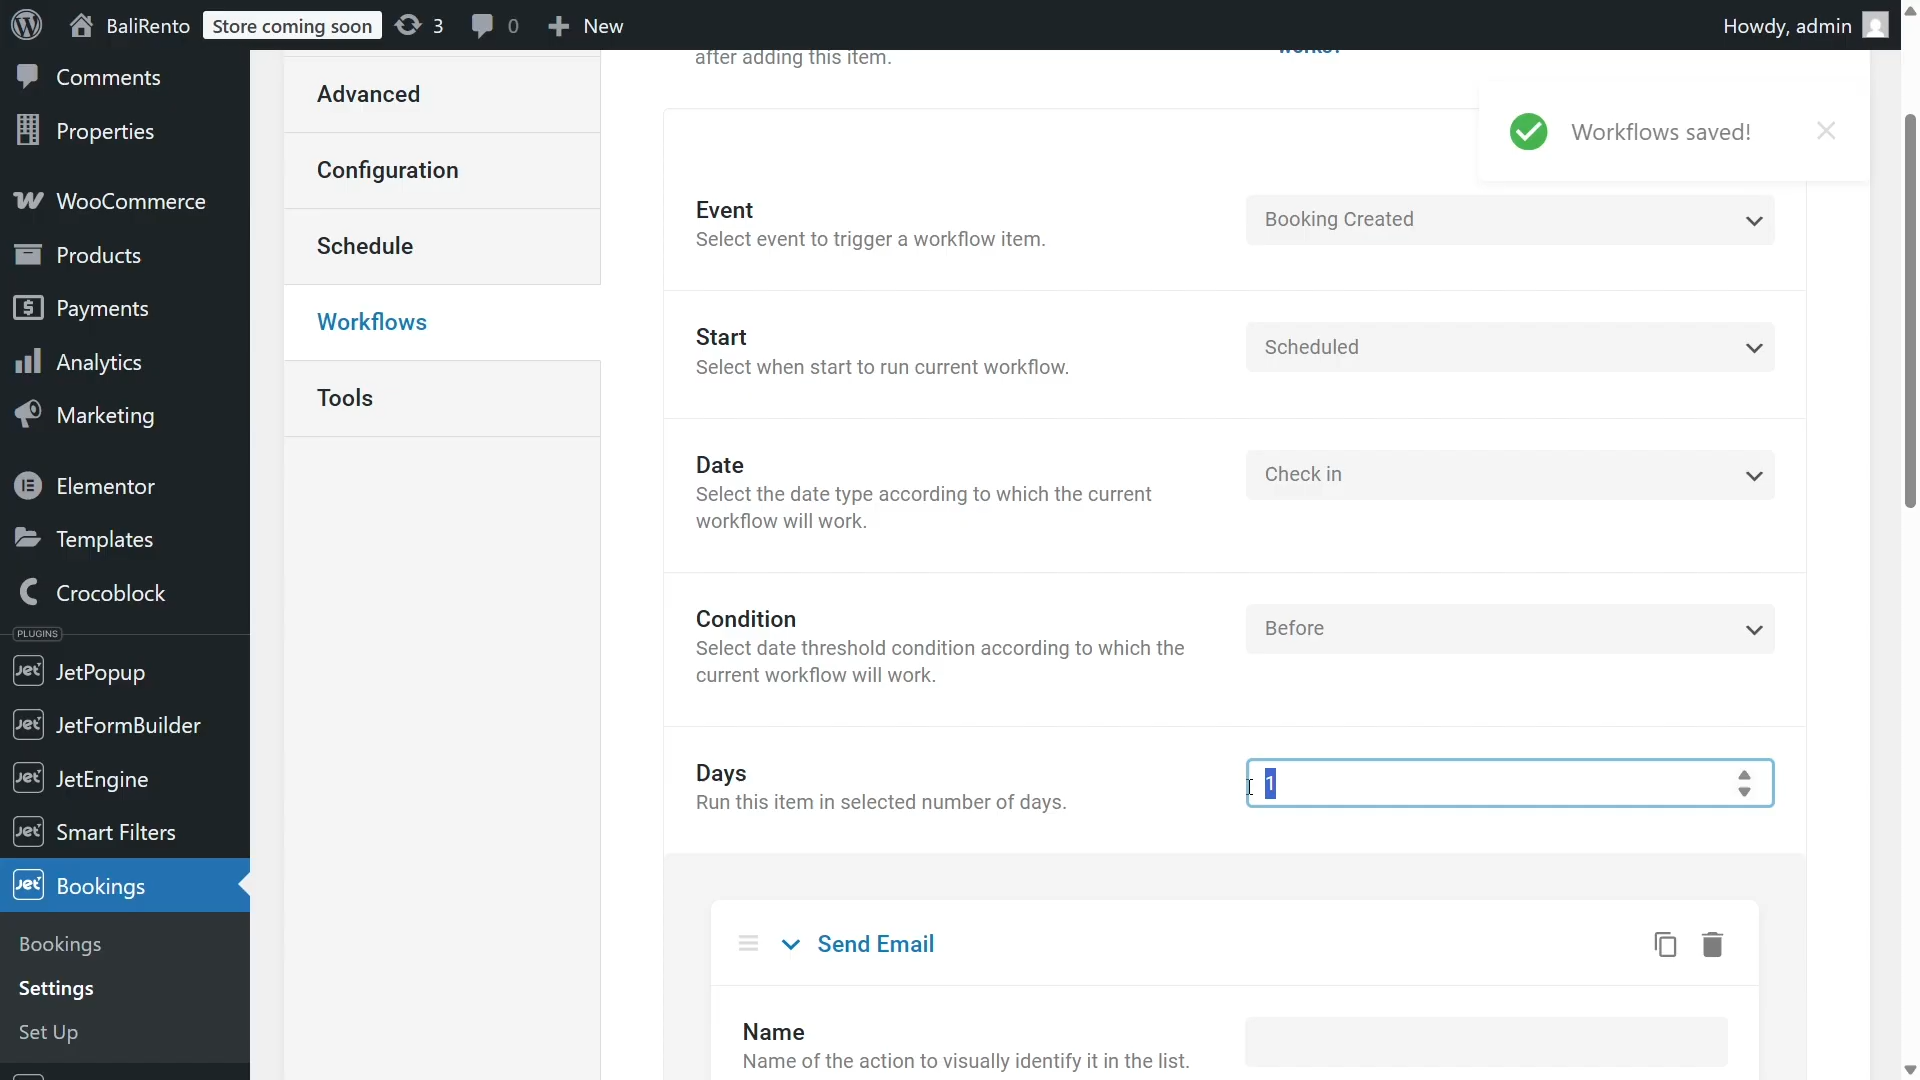 BaliRento
Store coming soon
3
0
New
Howdy, admin
Comments
Properties
WooCommerce
Products
Payments
Analytics
Marketing
Elementor
Templates
Crocoblock
PLUGINS
JetPopup
JetFormBuilder
JetEngine
Smart Filters
Bookings
Bookings
Settings
Set Up
Advanced
Configuration
Schedule
Workflows
Tools
after adding this item.
works?
Workflows saved!
Event
Select event to trigger a workflow item.
Booking Created
Start
Select when start to run current workflow.
Scheduled
Date
Select the date type according to which the current
workflow will work.
Check in
Condition
Select date threshold condition according to which the
current workflow will work.
Before
Days
Run this item in selected number of days.
1
Send Email
Name
Name of the action to visually identify it in the list.